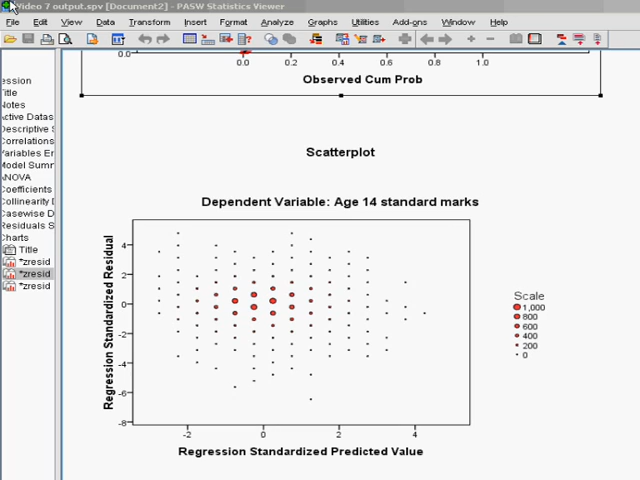 Video 7 output.spv [Document2] - PASW Statistics Viewer
File Edit View Data Transform Insert Format Analyze Graphs Utilities Add-ons Window Help
0.0
0.0 0.2 0.4 0.6 0.8 1.0
Observed Cum Prob
ession
Title
Notes
Active Datas
Descriptive S
Correlations
Variables En
Model Summ
ANOVA
Coefficients
Collinearity D
Casewise D
Residuals S
Charts
Title
*zresid
*zresid
*zresid
Scatterplot
Dependent Variable: Age 14 standard marks
Regression Standardized Residual
4
2
0
-2
-4
-6
-8
-2 0 2 4
Regression Standardized Predicted Value
Scale
1,000
800
600
400
200
0